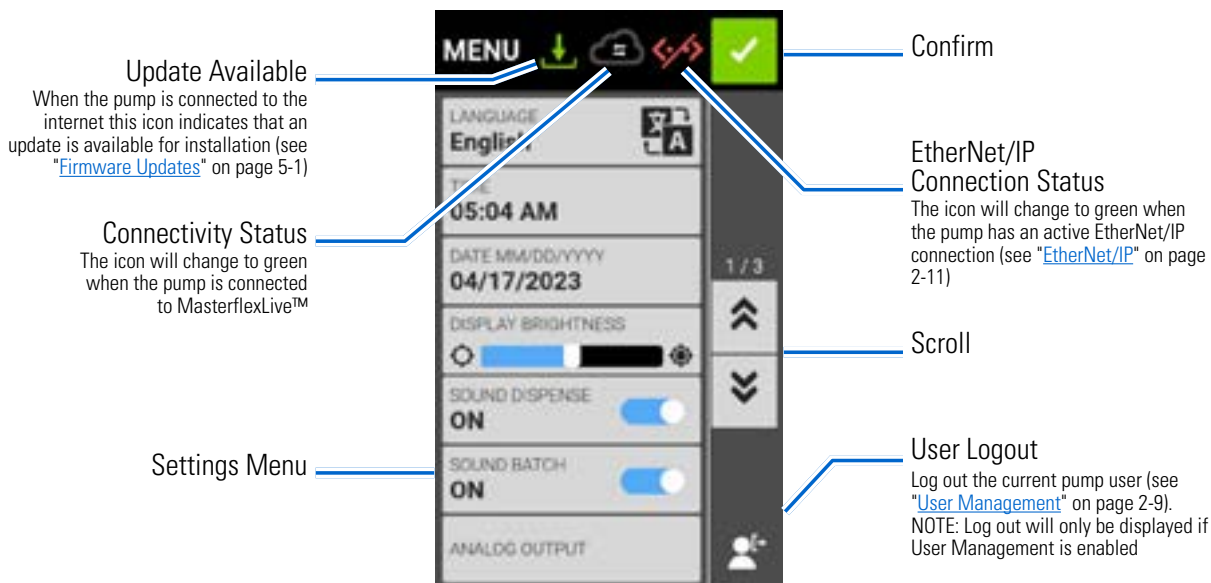 Update Available
When the pump is connected to the
internet this icon indicates that an
update is available for installation (see
"Firmware Updates" on page 5-1)
Connectivity Status
The icon will change to green
when the pump is connected
to MasterflexLive™
Settings Menu
MENU
LANGUAGE
English
TIME
05:04 AM
DATE MM/DD/YYYY
04/17/2023
DISPLAY BRIGHTNESS
SOUND DISPENSE
ON
SOUND BATCH
ON
ANALOG OUTPUT
1/3
Confirm
EtherNet/IP
Connection Status
The icon will change to green when
the pump has an active EtherNet/IP
connection (see "EtherNet/IP" on page
2-11)
Scroll
User Logout
Log out the current pump user (see
"User Management" on page 2-9).
NOTE: Log out will only be displayed if
User Management is enabled